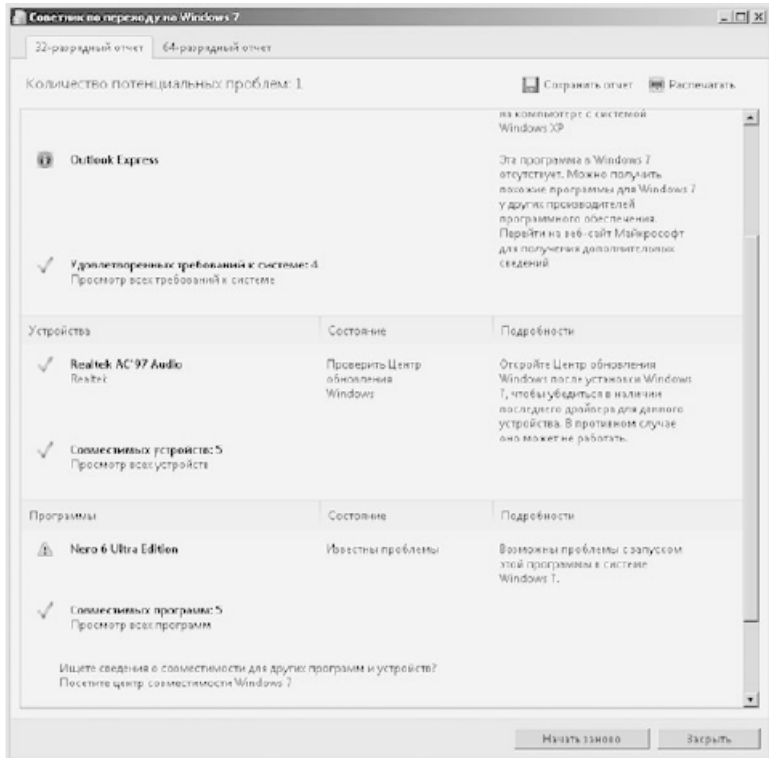 Советник по переходу на Windows 7
32-разрядный отчет
64-разрядный отчет
Количество потенциальных проблем: 1
Сохранить отчет
Распечатать
на компьютере с системой
Windows XP
Outlook Express
Эта программа в Windows 7
отсутствует. Можно получить
похожие программы для Windows 7
у других производителей
программного обеспечения.
Перейти на веб-сайт Майкрософт
для получения дополнительных
сведений
Удовлетворенных требований к системе: 4
Просмотр всех требований к системе
Устройства
Состояние
Подробности
Realtek AC'97 Audio
Realtek
Проверить Центр
обновления
Windows
Откройте Центр обновления
Windows после установки Windows
7, чтобы убедиться в наличии
последнего драйвера для данного
устройства. В противном случае
оно может не работать.
Совместимых устройств: 5
Просмотр всех устройств
Программы
Состояние
Подробности
Nero 6 Ultra Edition
Известны проблемы
Возможны проблемы с запуском
этой программы в системе
Windows 7.
Совместимых программ: 5
Просмотр всех программ
Ищете сведения о совместимости для других программ и устройств?
Посетите центр совместимости Windows 7
Начать заново
Закрыть